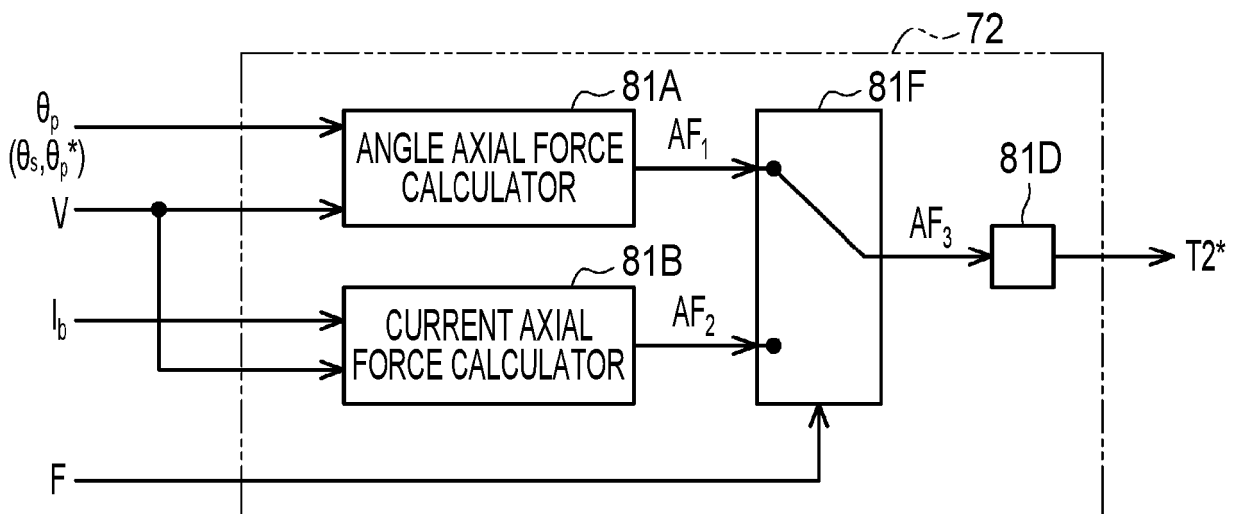 72
81A
81F
θp
(θs,θp*)
ANGLE AXIAL FORCE
CALCULATOR
AF1
81D
V
AF3
T2*
81B
Ib
CURRENT AXIAL
FORCE CALCULATOR
AF2
F